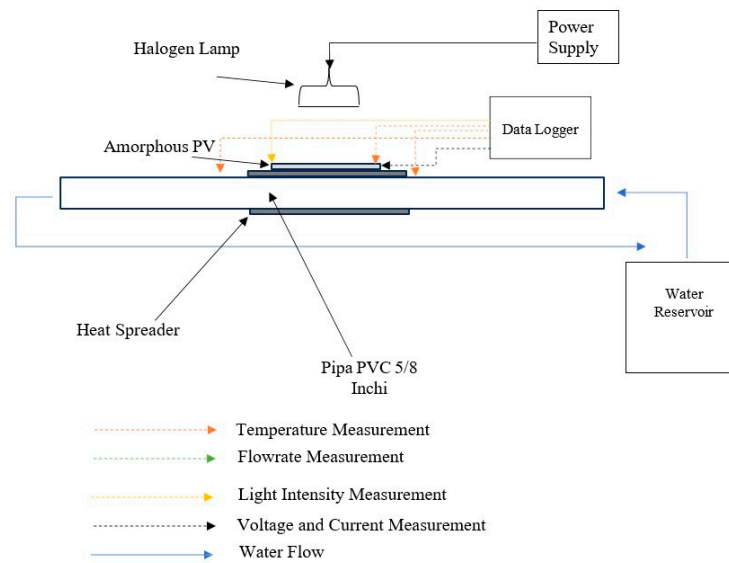 Power
Supply
Halogen Lamp
Data Logger
Amorphous PV
Water
Reservoir
Heat Spreader
Pipa PVC 5/8
Inchi
Temperature Measurement
Flowrate Measurement
Light Intensity Measurement
Voltage and Current Measurement
Water Flow